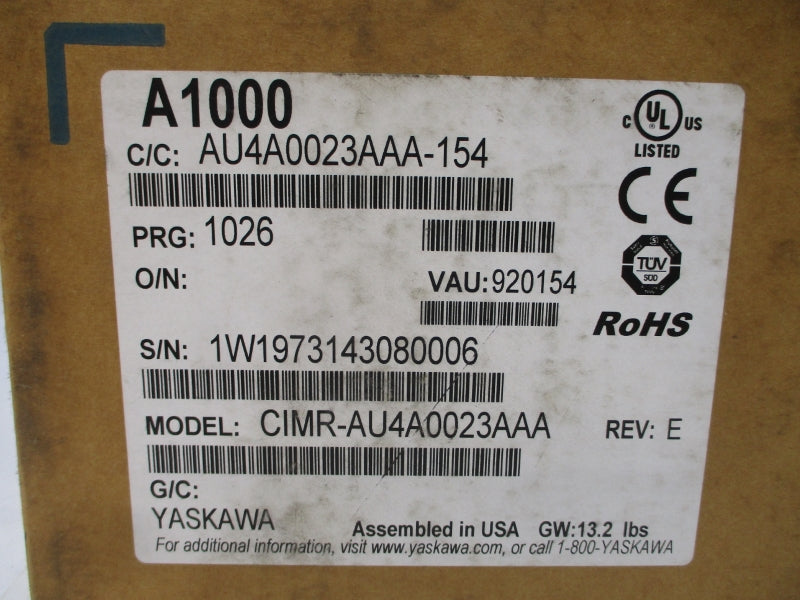 A1000
C/C: AU4A0023AAA-154
PRG: 1026
O/N:
VAU: 920154
S/N: 1W1973143080006
MODEL: CIMR-AU4A0023AAA REV: E
G/C:
YASKAWA Assembled in USA GW:13.2 lbs
For additional information, visit www.yaskawa.com, or call 1-800-YASKAWA
C UL US
LISTED
CE
TÜV
SÜD
RoHS